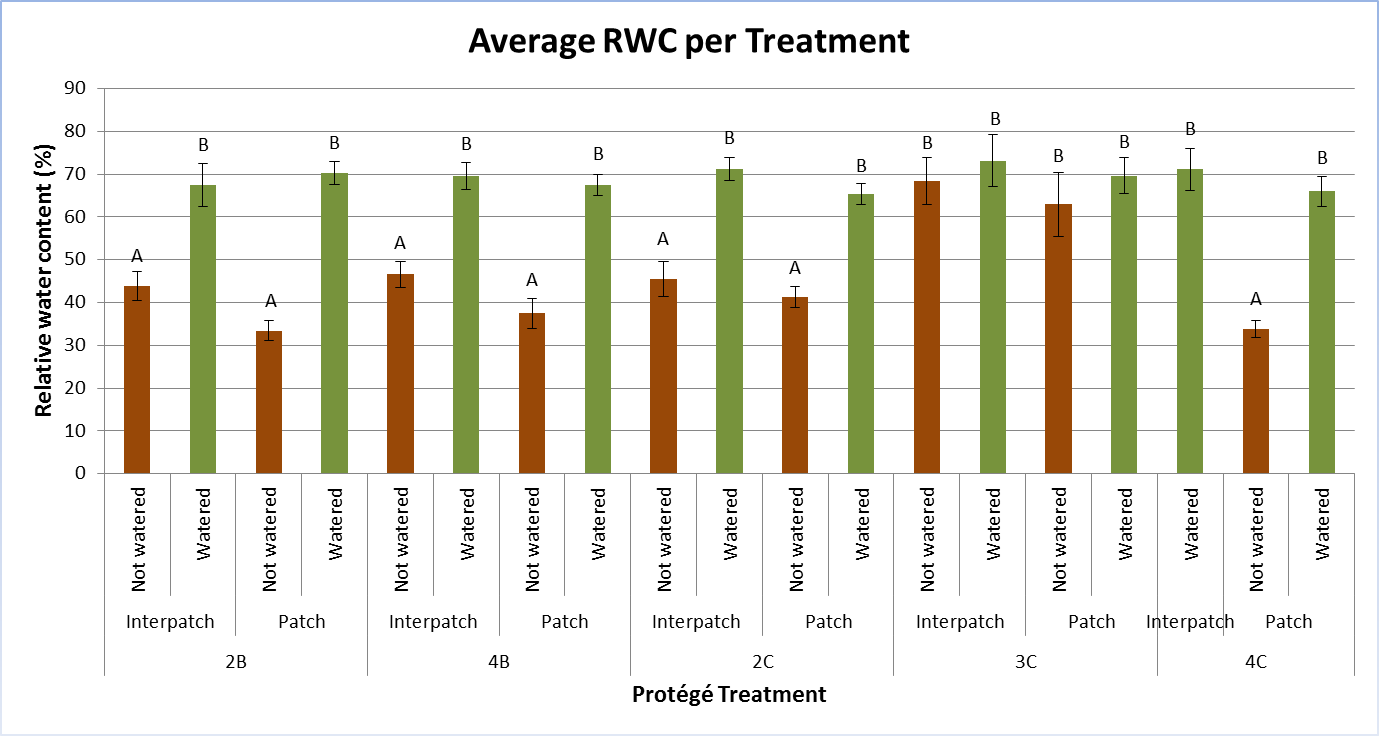 Average RWC per Treatment
Relative water content (%)
90
80
70
60
50
40
30
20
10
0
A
B
A
B
A
B
A
B
A
B
A
B
B
B
B
B
B
A
B
Not watered
Watered
Not watered
Watered
Not watered
Watered
Not watered
Watered
Not watered
Watered
Not watered
Watered
Not watered
Watered
Not watered
Watered
Watered
Not watered
Watered
Interpatch Patch Interpatch Patch Interpatch Patch Interpatch Patch Interpatch Patch
2B 4B 2C 3C 4C
Protégé Treatment